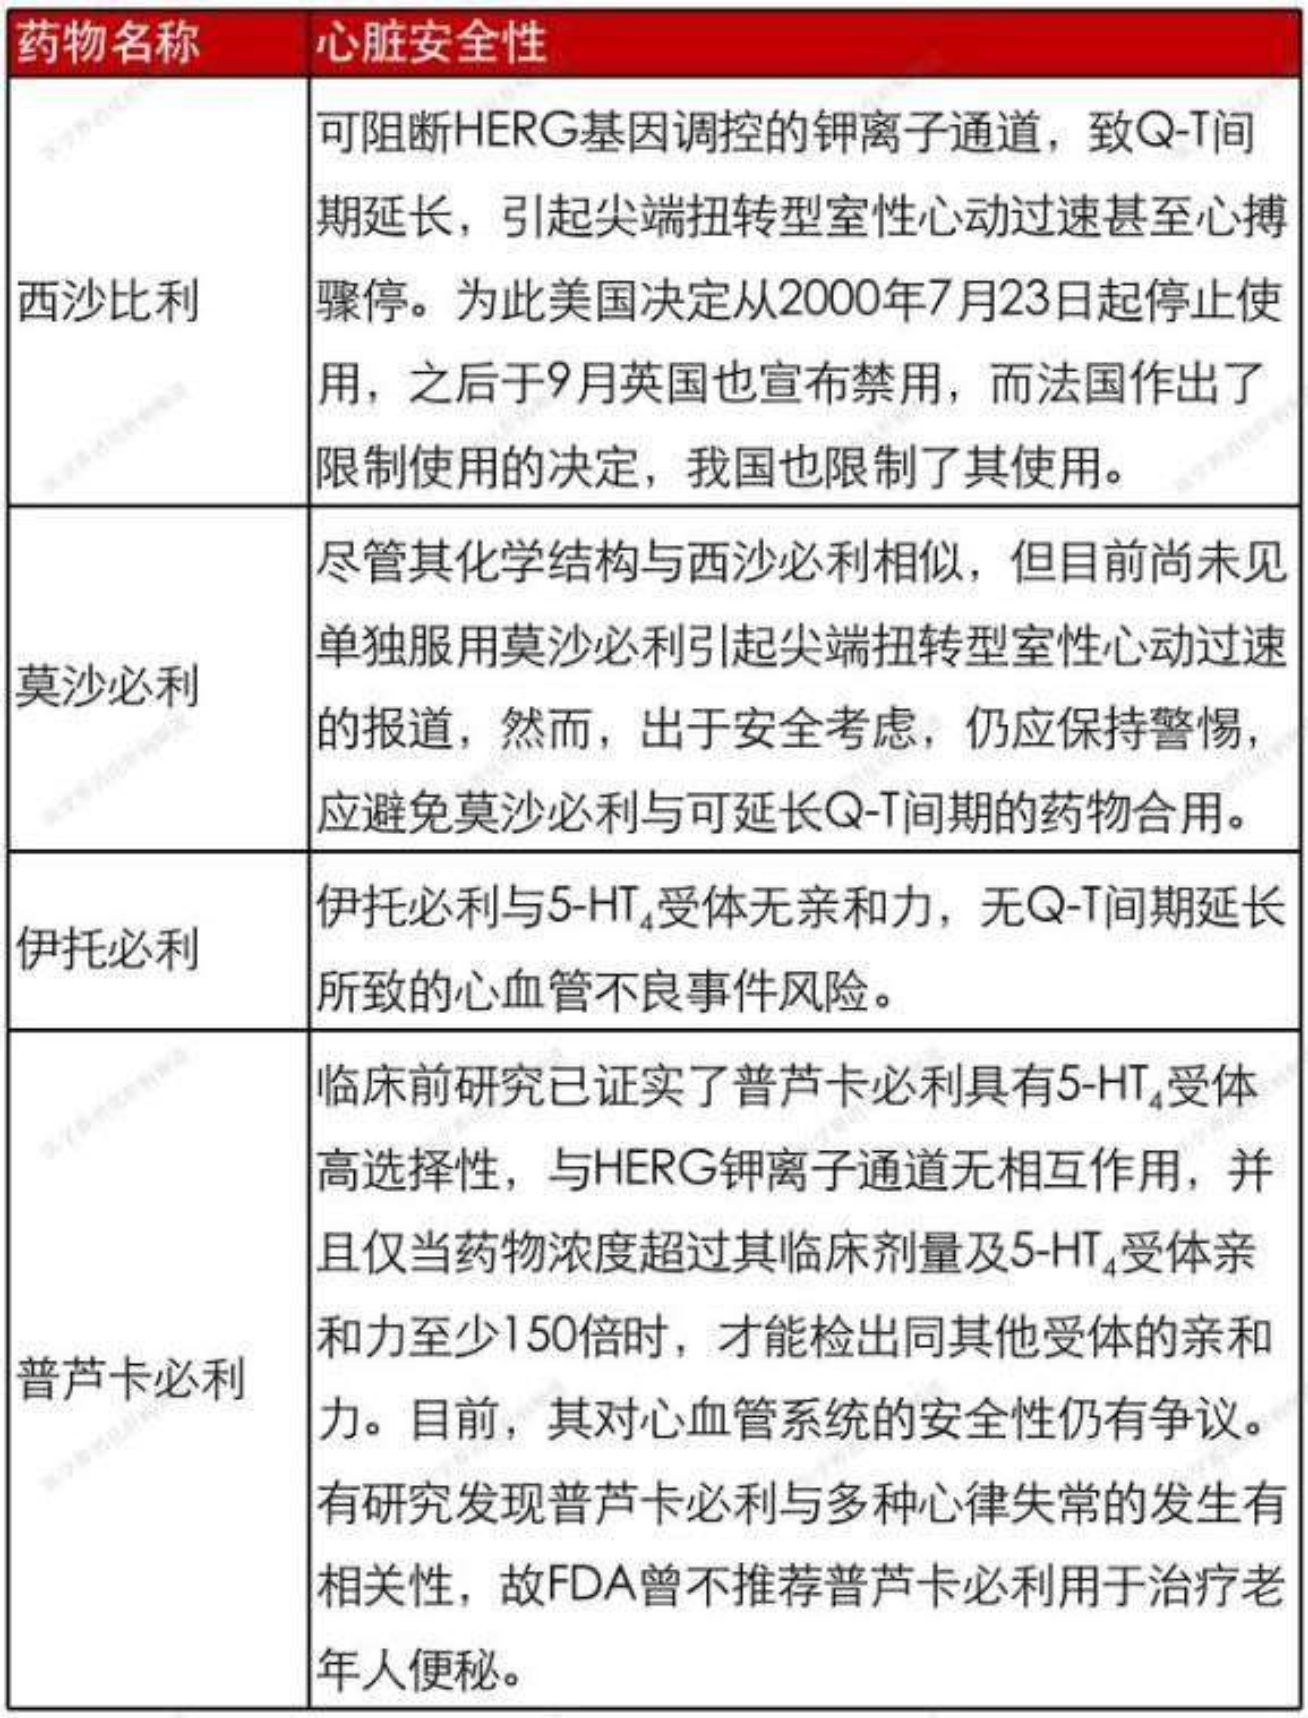 药物名称
心脏安全性
西沙比利
可阻断HERG基因调控的钾离子通道，致Q-T间
期延长，引起尖端扭转型室性心动过速甚至心搏
骤停。为此美国决定从2000年7月23日起停止使
用，之后于9月英国也宣布禁用，而法国作出了
限制使用的决定，我国也限制了其使用。
莫沙必利
尽管其化学结构与西沙必利相似，但目前尚未见
单独服用莫沙必利引起尖端扭转型室性心动过速
的报道，然而，出于安全考虑，仍应保持警惕，
应避免莫沙必利与可延长Q-T间期的药物合用。
伊托必利
伊托必利与5-HT₄受体无亲和力，无Q-T间期延长
所致的心血管不良事件风险。
普芦卡必利
临床前研究已证实了普芦卡必利具有5-HT₄受体
高选择性，与HERG钾离子通道无相互作用，并
且仅当药物浓度超过其临床剂量及5-HT₄受体亲
和力至少150倍时，才能检出同其他受体的亲和
力。目前，其对心血管系统的安全性仍有争议。
有研究发现普芦卡必利与多种心律失常的发生有
相关性，故FDA曾不推荐普芦卡必利用于治疗老
年人便秘。